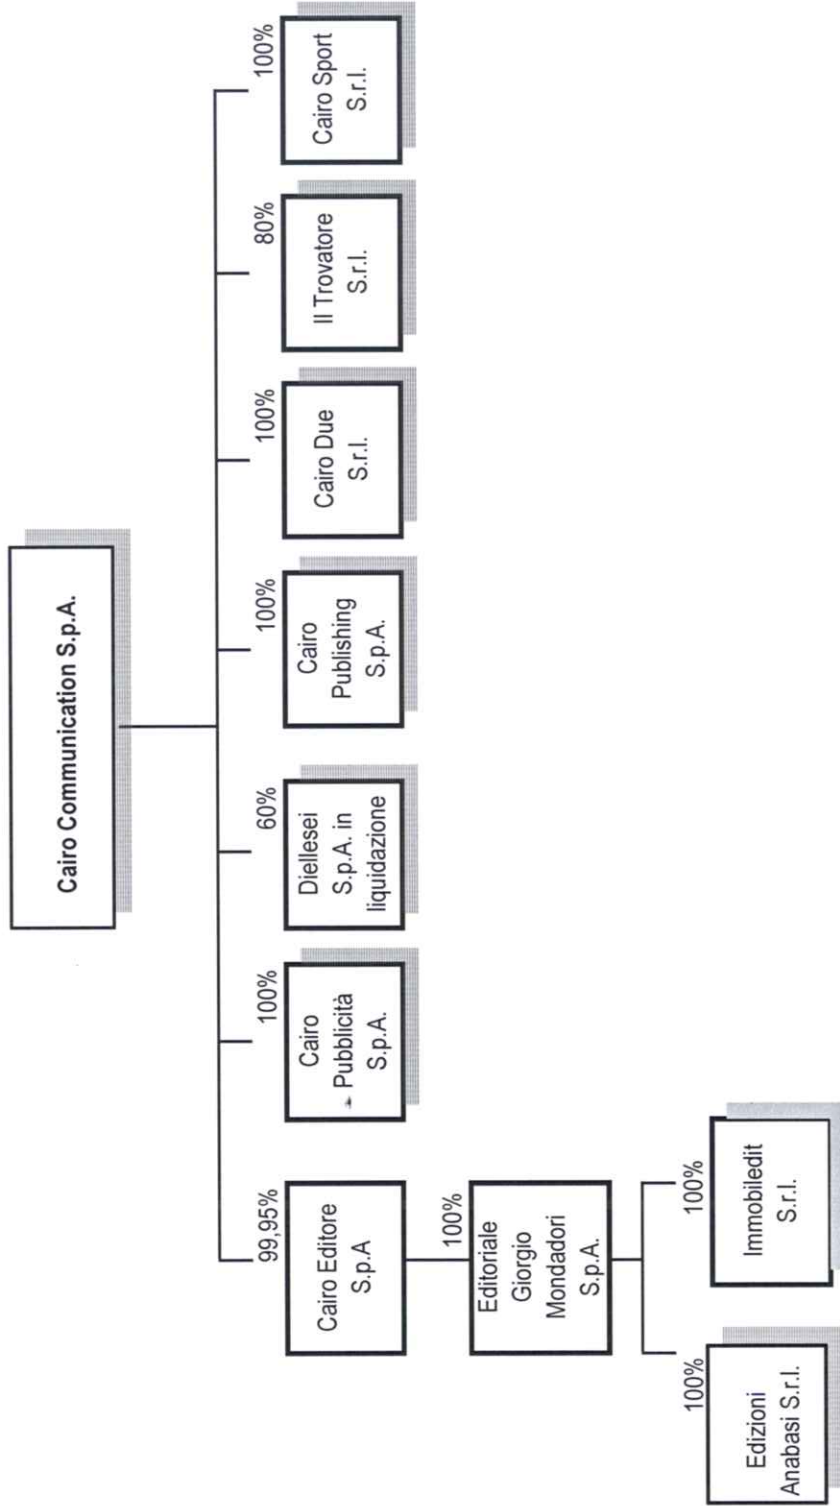 Cairo Communication S.p.A.
99,95%
Cairo Editore
S.p.A
100%
Cairo
Pubblicità
S.p.A.
60%
Diellesei
S.p.A. in
liquidazione
100%
Cairo
Publishing
S.p.A.
100%
Cairo Due
S.r.l.
80%
Il Trovatore
S.r.l.
100%
Cairo Sport
S.r.l.
100%
Editoriale
Giorgio
Mondadori
S.p.A.
100%
Edizioni
Anabasi S.r.l.
100%
Immobiledit
S.r.l.